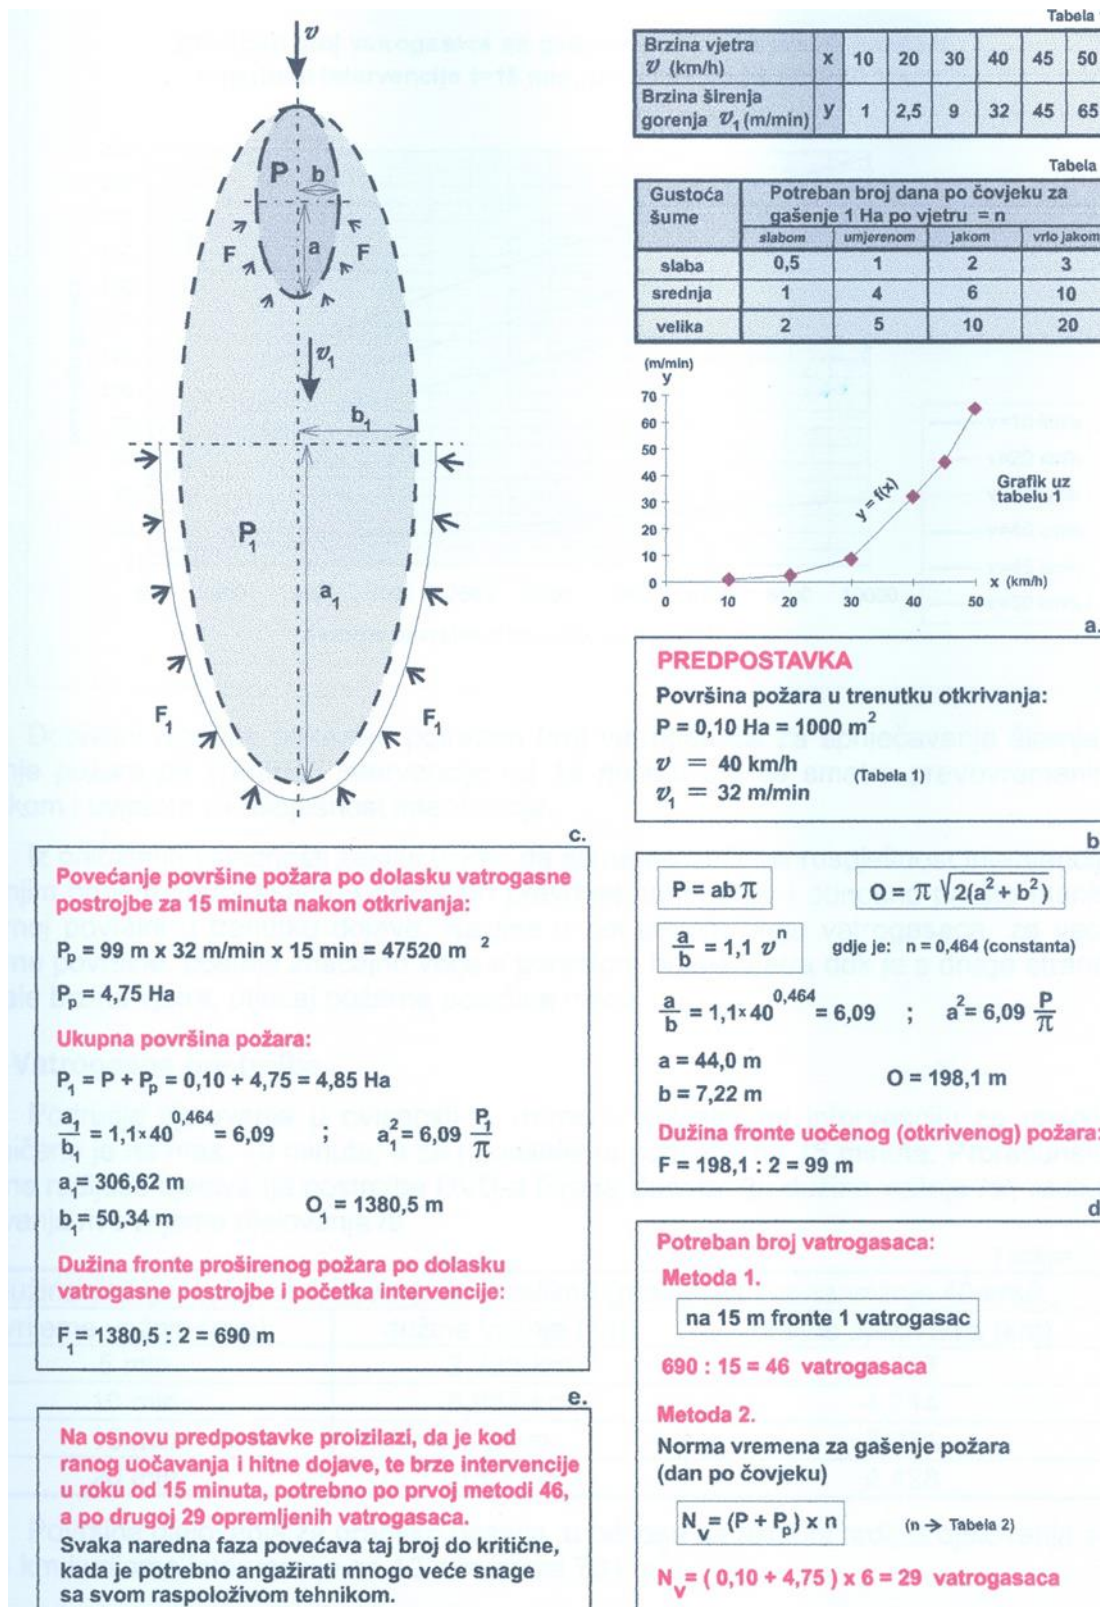 v
P
b
a
F
F
v₁
b₁
P₁
a₁
F₁
F₁
Tabela
Brzina vjetra
v (km/h)
x 10 20 30 40 45 50
Brzina širenja
gorenja v₁ (m/min)
y 1 2,5 9 32 45 65
Tabela
Gustoća
šume
Potreban broj dana po čovjeku za
gašenje 1 Ha po vjetru = n
slabom umjerenom jakom vrlo jakom
slaba 0,5 1 2 3
srednja 1 4 6 10
velika 2 5 10 20
(m/min)
y
70
60
50
40
30
20
10
0
y = f(x)
Grafik uz
tabelu 1
x (km/h)
0 10 20 30 40 50
a.
PREDPOSTAVKA
Površina požara u trenutku otkrivanja:
P = 0,10 Ha = 1000 m²
v = 40 km/h
(Tabela 1)
v₁ = 32 m/min
b
P = ab π
O = π √2(a² + b²)
a/b = 1,1 vⁿ gdje je: n = 0,464 (constanta)
a/b = 1,1× 40^0,464 = 6,09 ; a² = 6,09 P/π
a = 44,0 m
b = 7,22 m
O = 198,1 m
Dužina fronte vočenog (otkrivenog) požara:
F = 198,1 : 2 = 99 m
c.
Povećanje površine požara po dolasku vatrogasne
postrojbe za 15 minuta nakon otkrivanja:
Pₚ = 99 m x 32 m/min x 15 min = 47520 m ²
Pₚ = 4,75 Ha
Ukupna površina požara:
P₁ = P + Pₚ = 0,10 + 4,75 = 4,85 Ha
a₁/b₁ = 1,1× 40^0,464 = 6,09 ; a₁² = 6,09 P₁/π
a₁ = 306,62 m
b₁ = 50,34 m
O₁ = 1380,5 m
Dužina fronte proširenog požara po dolasku
vatrogasne postrojbe i početka intervencije:
F₁ = 1380,5 : 2 = 690 m
d
Potreban broj vatrogasaca:
Metoda 1.
na 15 m fronte 1 vatrogasac
690 : 15 = 46 vatrogasaca
Metoda 2.
Norma vremena za gašenje požara
(dan po čovjeku)
Nᵥ = (P + Pₚ) x n (n → Tabela 2)
Nᵥ = ( 0,10 + 4,75 ) x 6 = 29 vatrogasaca
e.
Na osnovu predpostavke proizilazi, da je kod
ranog uočavanja i hitne dojave, te brze intervencije
u roku od 15 minuta, potrebno po prvoj metodi 46,
a po drugoj 29 opremljenih vatrogasaca.
Svaka naredna faza povećava taj broj do kritične,
kada je potrebno angažirati mnogo veće snage
sa svom raspoloživom tehnikom.